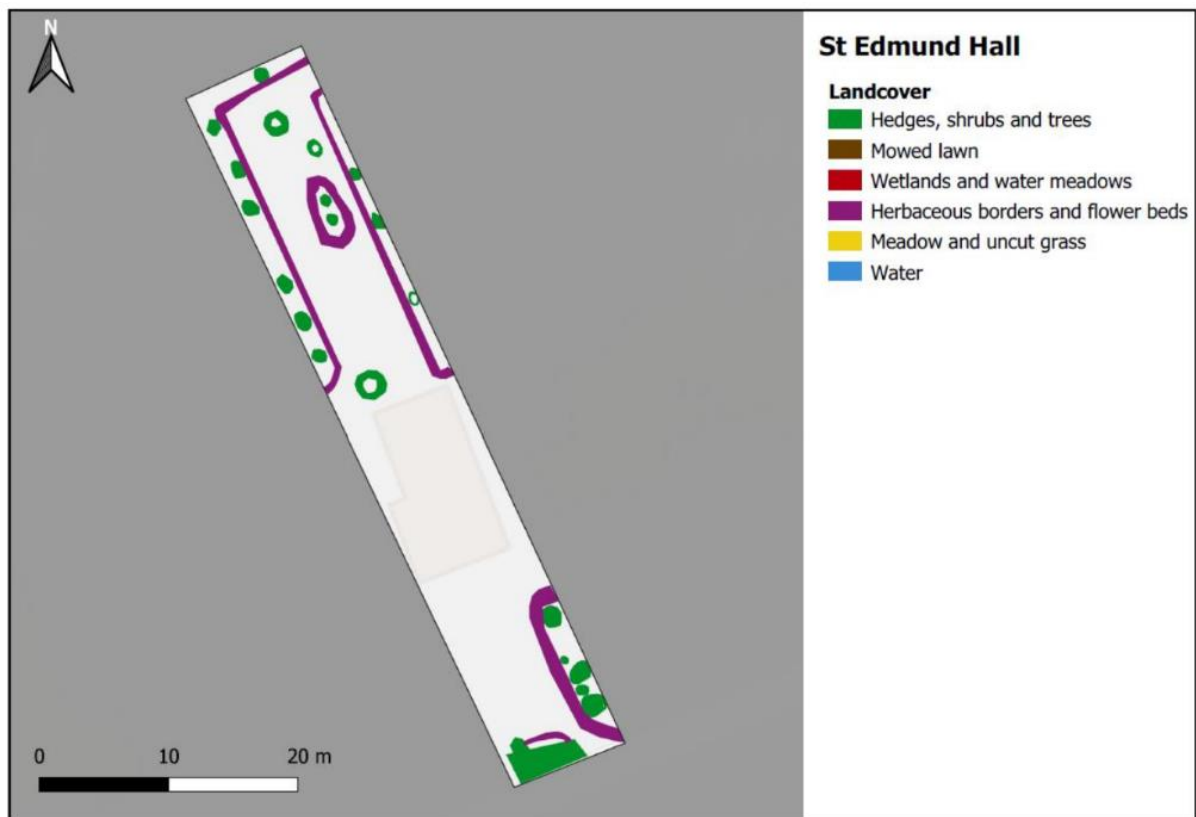 N
St Edmund Hall
Landcover
Hedges, shrubs and trees
Mowed lawn
Wetlands and water meadows
Herbaceous borders and flower beds
Meadow and uncut grass
Water
0 10 20 m